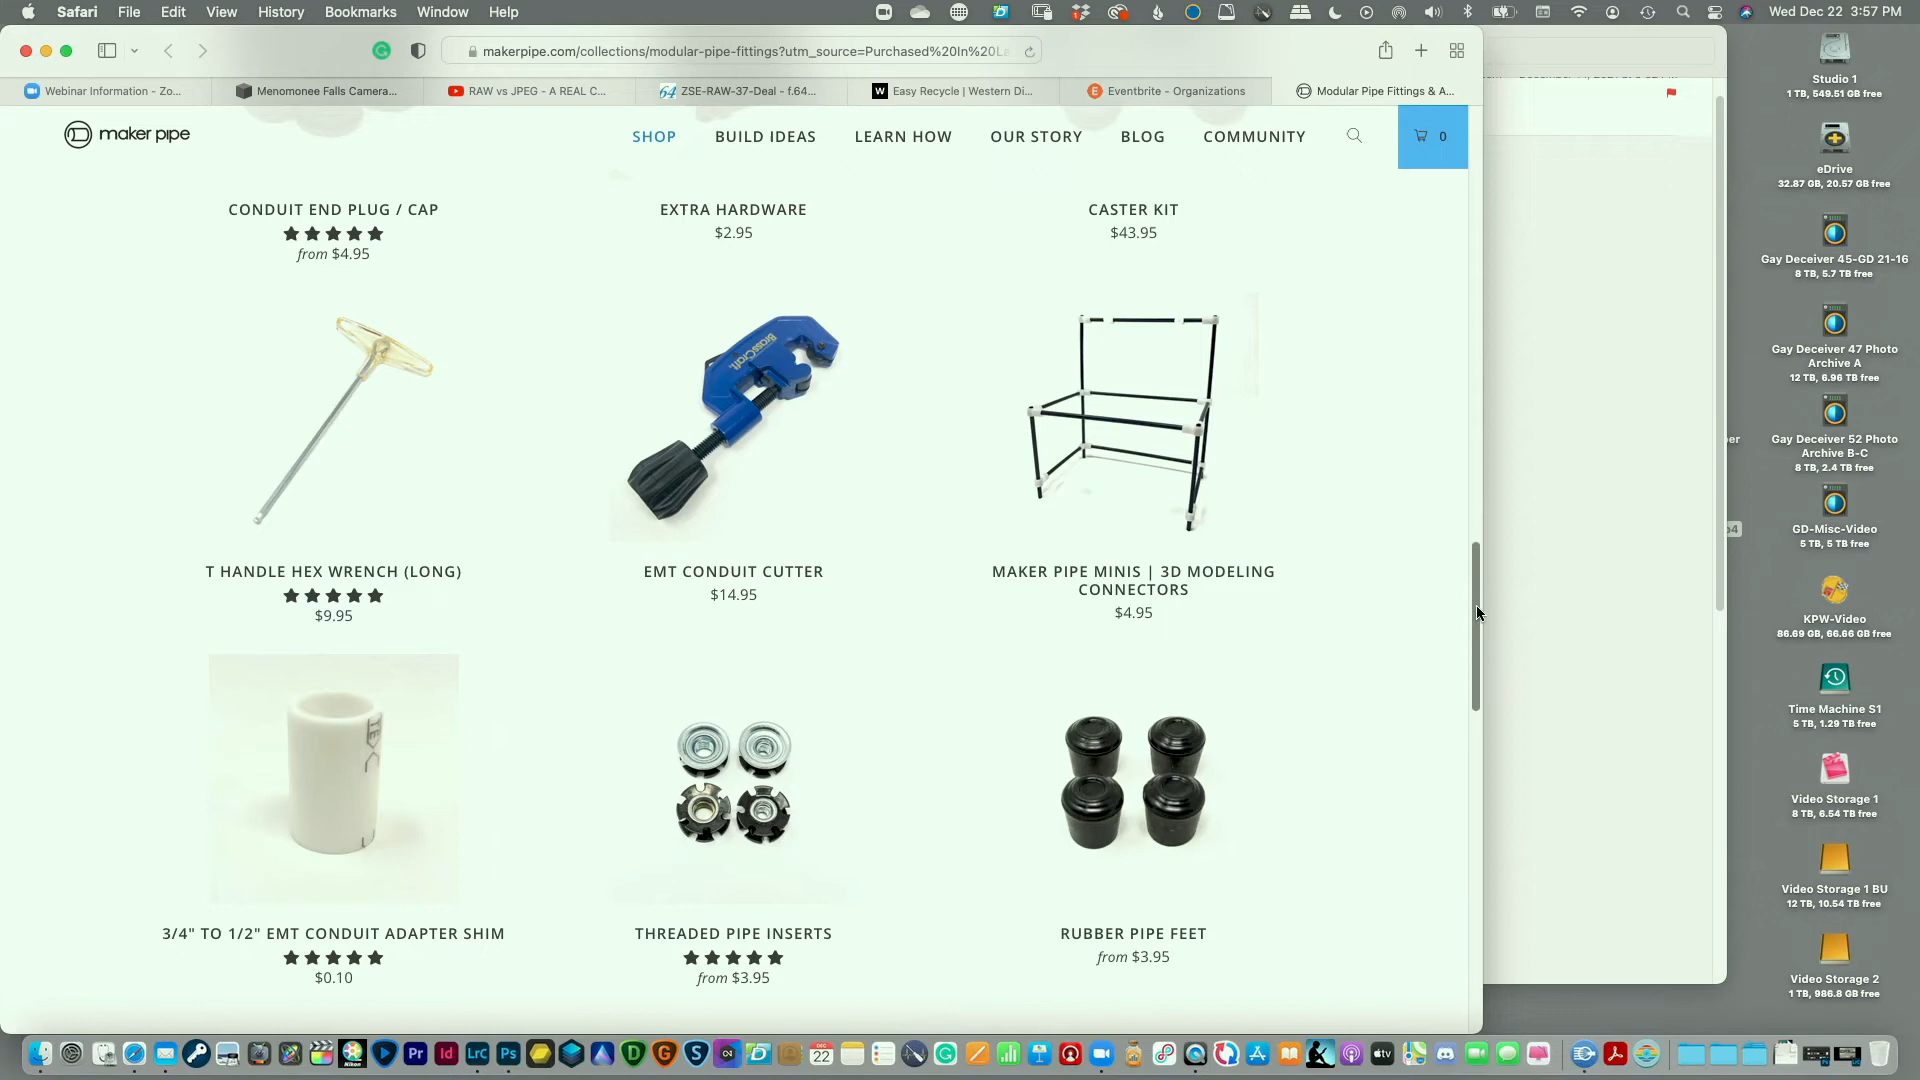 Safari File Edit View History Bookmarks Window Help
Wed Dec 22 3:57 PM
makerpipe.com/collections/modular-pipe-fittings?utm_source=Purchased%20In%20La
Webinar Information - Zo...
Menomonee Falls Camera...
RAW vs JPEG - A REAL C...
ZSE-RAW-37-Deal - f.64...
Easy Recycle | Western Di...
Eventbrite - Organizations
Modular Pipe Fittings & A...
maker pipe
SHOP BUILD IDEAS LEARN HOW OUR STORY BLOG COMMUNITY
0
CONDUIT END PLUG / CAP
from $4.95
EXTRA HARDWARE
$2.95
CASTER KIT
$43.95
BrassCraft
T HANDLE HEX WRENCH (LONG)
$9.95
EMT CONDUIT CUTTER
$14.95
MAKER PIPE MINIS | 3D MODELING
CONNECTORS
$4.95
3/4" TO 1/2" EMT CONDUIT ADAPTER SHIM
$0.10
THREADED PIPE INSERTS
from $3.95
RUBBER PIPE FEET
from $3.95
Studio 1
1 TB, 549.51 GB free
eDrive
32.87 GB, 20.57 GB free
Gay Deceiver 45-GD 21-16
8 TB, 5.7 TB free
Gay Deceiver 47 Photo
Archive A
12 TB, 6.96 TB free
Gay Deceiver 52 Photo
Archive B-C
8 TB, 2.4 TB free
GD-Misc-Video
5 TB, 5 TB free
KPW-Video
86.69 GB, 66.66 GB free
Time Machine S1
5 TB, 1.29 TB free
Video Storage 1
8 TB, 6.54 TB free
Video Storage 1 BU
12 TB, 10.54 TB free
Video Storage 2
1 TB, 986.8 GB free
Pr Id Lrc Ps
DEC
22
tv